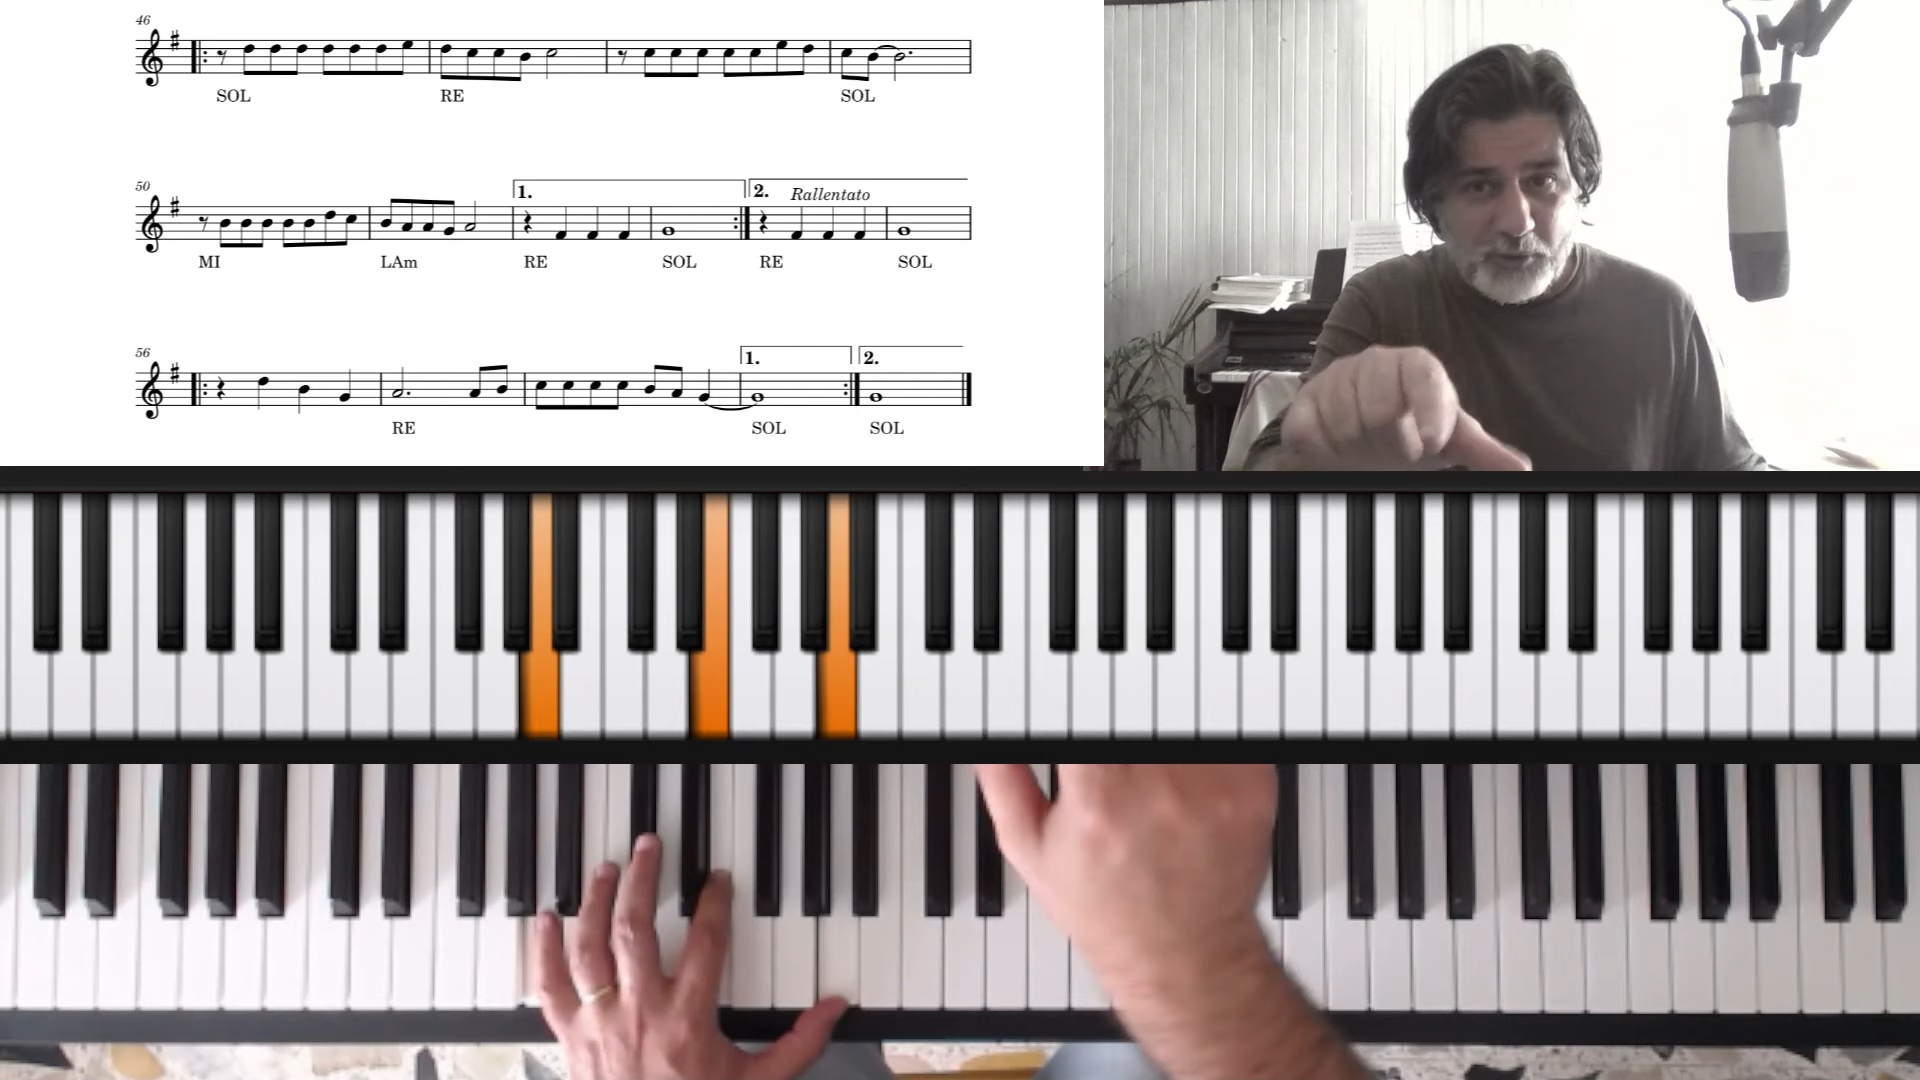 46
SOL RE SOL
50
1. 2. Rallentato
MI LAm RE SOL RE SOL
56
1. 2.
RE SOL SOL